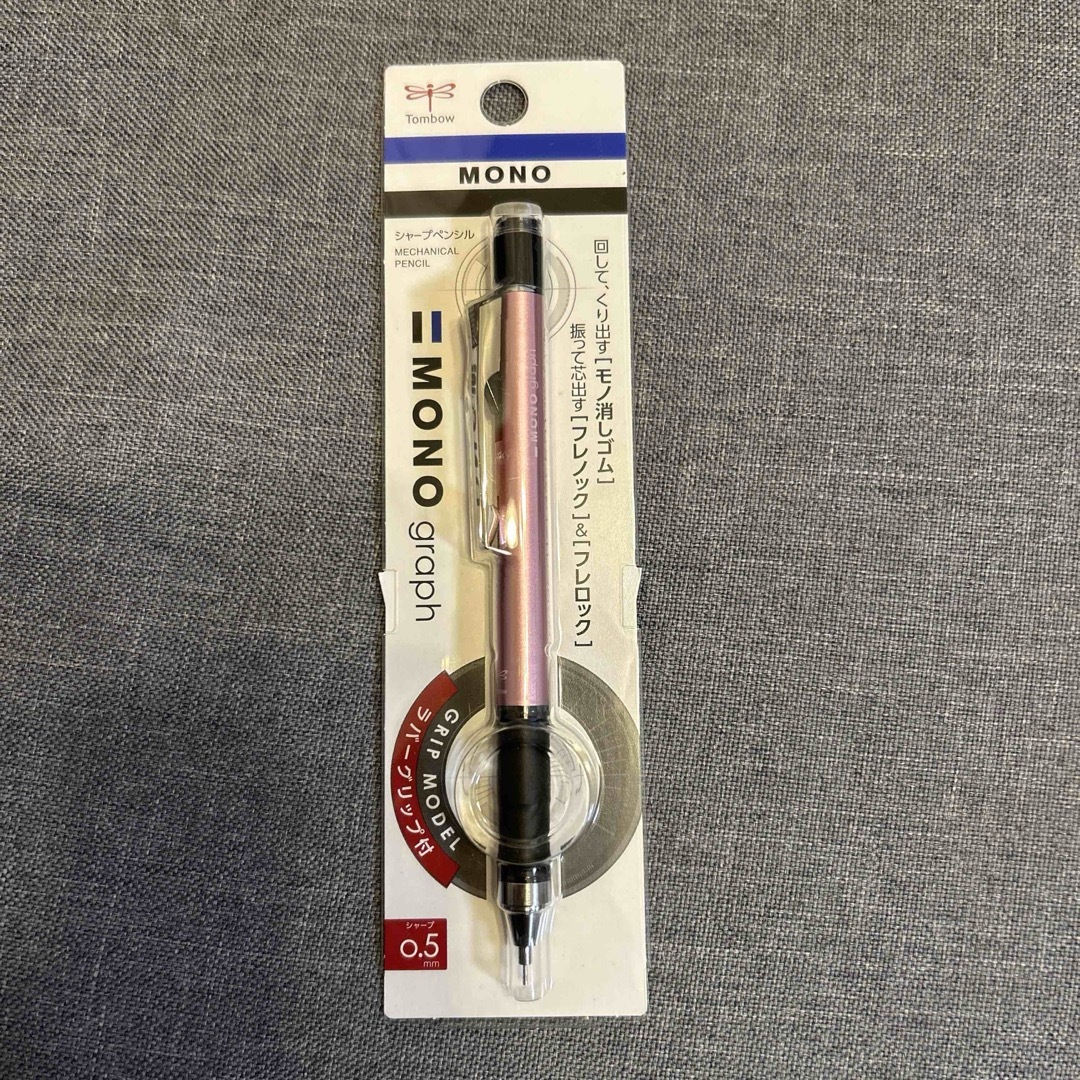 Tombow
MONO
シャープペンシル
MECHANICAL
PENCIL
MONO graph
回して、くり出す[モノ消しゴム]
振って芯出す[フレノック]&[フレロック]
MONO graph
GRIP MODEL
ラバーグリップ付
シャープ
0.5
mm